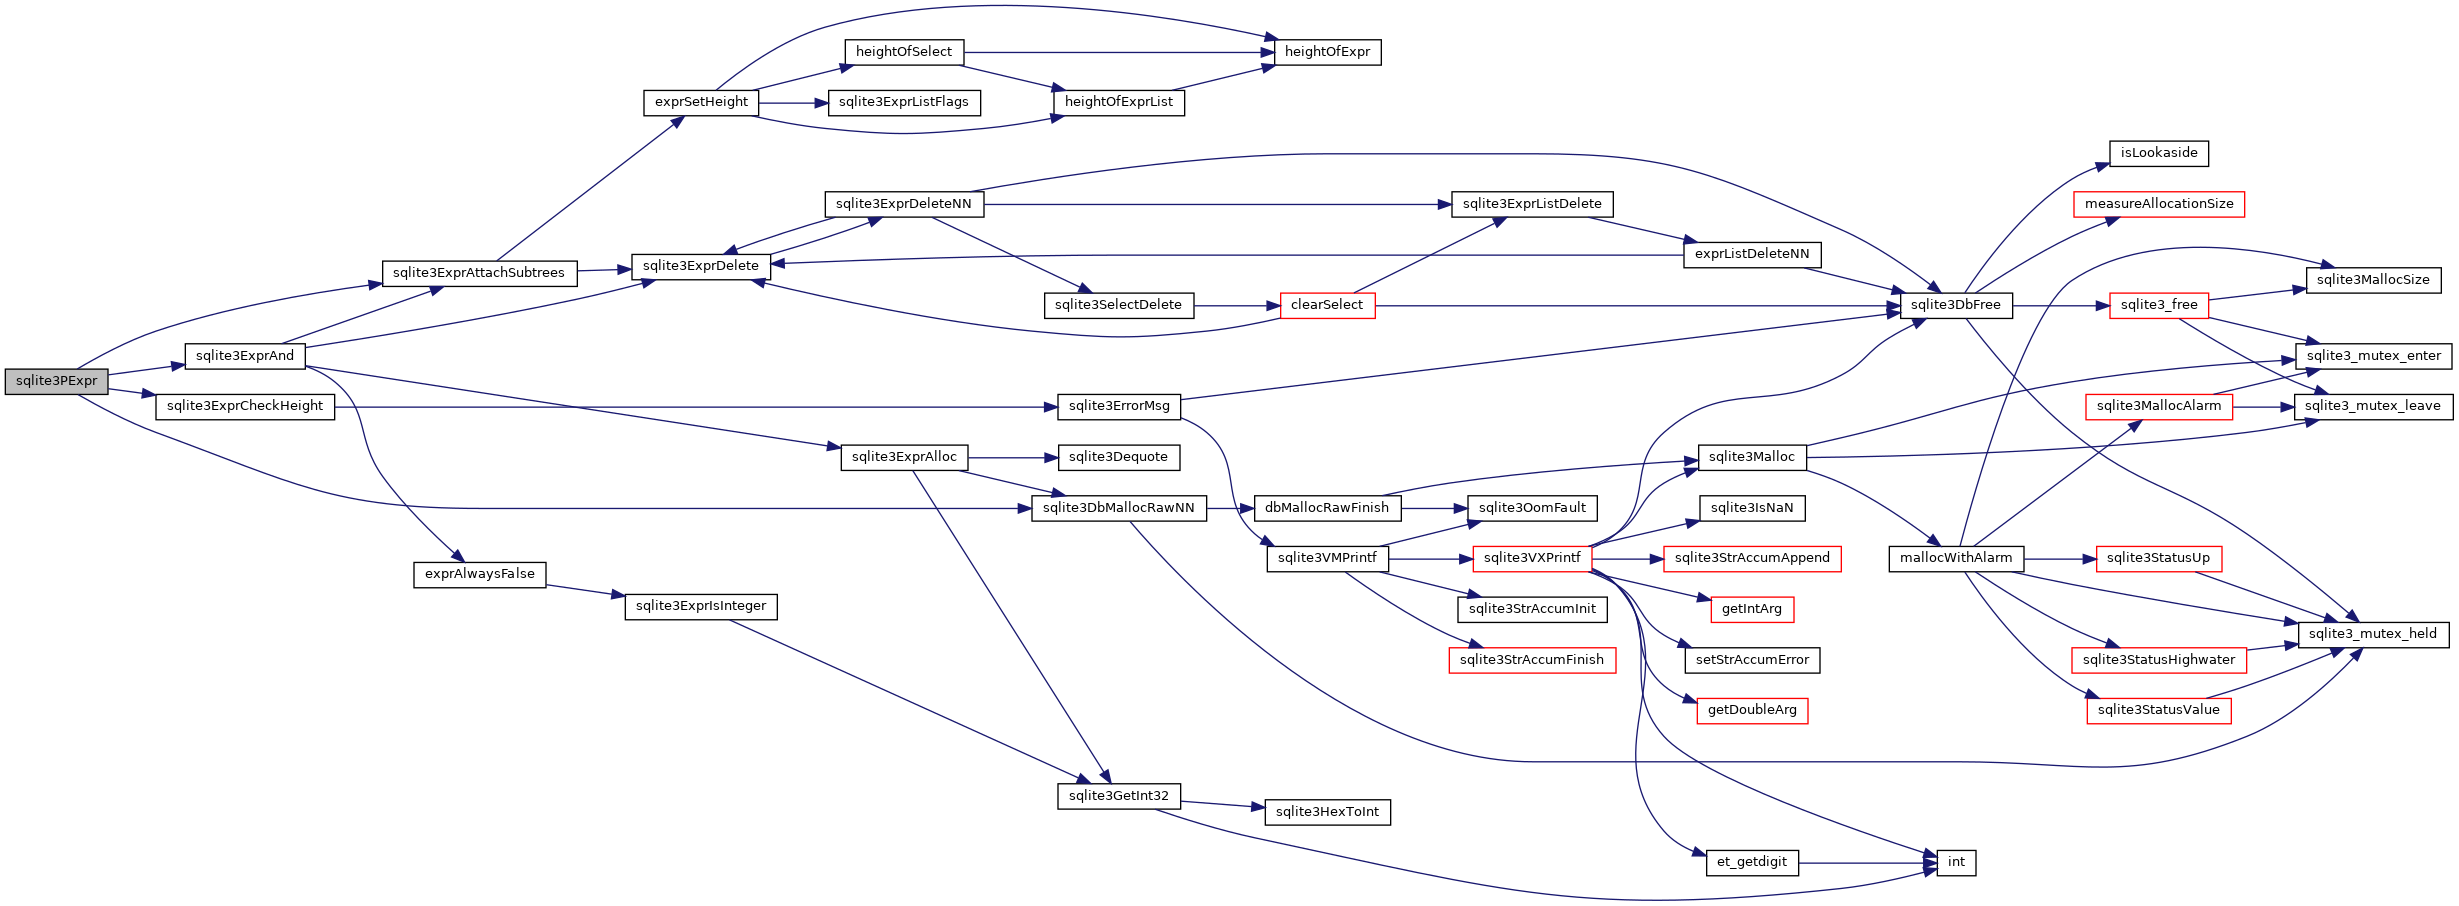 heightOfSelect
heightOfExpr
exprSetHeight
sqlite3ExprListFlags
heightOfExprList
isLookaside
sqlite3ExprDeleteNN
sqlite3ExprListDelete
measureAllocationSize
exprListDeleteNN
sqlite3ExprAttachSubtrees
sqlite3ExprDelete
sqlite3MallocSize
sqlite3SelectDelete
clearSelect
sqlite3DbFree
sqlite3_free
sqlite3ExprAnd
sqlite3_mutex_enter
sqlite3PExpr
sqlite3ExprCheckHeight
sqlite3ErrorMsg
sqlite3MallocAlarm
sqlite3_mutex_leave
sqlite3ExprAlloc
sqlite3Dequote
sqlite3Malloc
sqlite3DbMallocRawNN
dbMallocRawFinish
sqlite3OomFault
sqlite3IsNaN
sqlite3VMPrintf
sqlite3VXPrintf
sqlite3StrAccumAppend
mallocWithAlarm
sqlite3StatusUp
exprAlwaysFalse
sqlite3ExprIsInteger
sqlite3StrAccumInit
getIntArg
sqlite3_mutex_held
sqlite3StrAccumFinish
setStrAccumError
sqlite3StatusHighwater
getDoubleArg
sqlite3StatusValue
sqlite3GetInt32
sqlite3HexToInt
et_getdigit
int